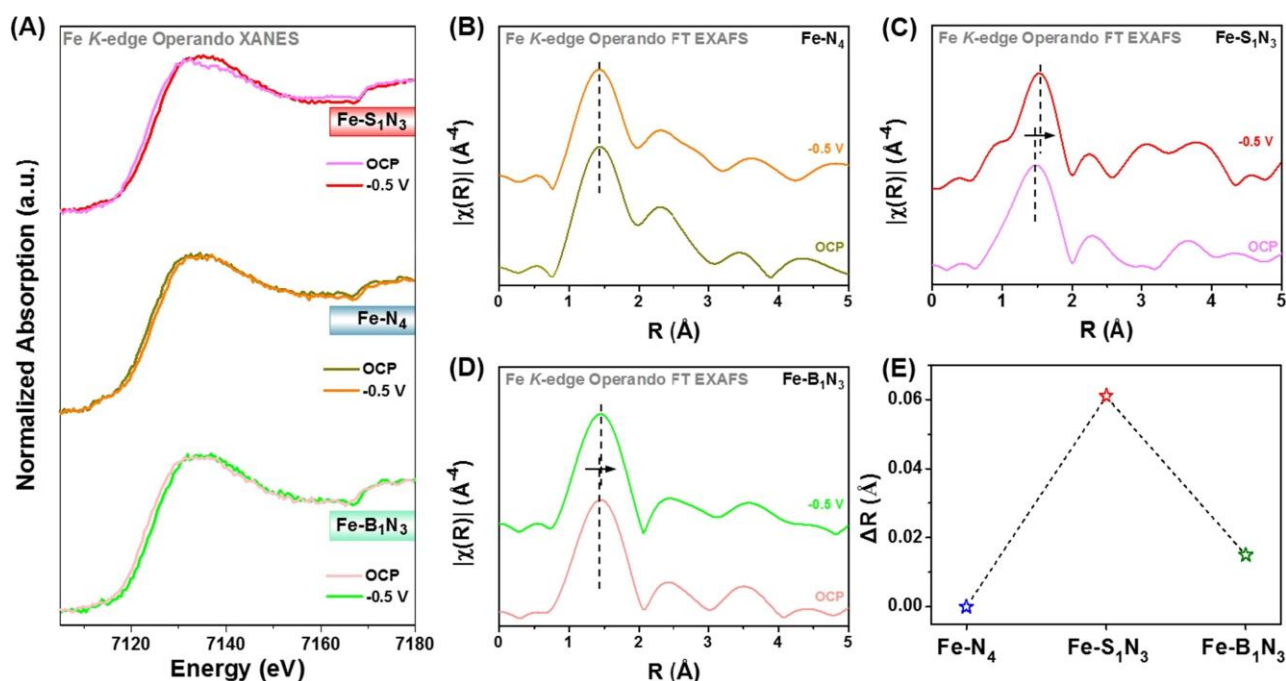 (A)
Fe K-edge Operando XANES
Normalized Absorption (a.u.)
Fe-S₁N₃
OCP
-0.5 V
Fe-N₄
OCP
-0.5 V
Fe-B₁N₃
OCP
-0.5 V
7120 7140 7160 7180
Energy (eV)
(B)
Fe K-edge Operando FT EXAFS
Fe-N₄
|χ(R)| (Å⁻⁴)
-0.5 V
OCP
0 1 2 3 4 5
R (Å)
(C)
Fe K-edge Operando FT EXAFS
Fe-S₁N₃
|χ(R)| (Å⁻⁴)
-0.5 V
OCP
0 1 2 3 4 5
R (Å)
(D)
Fe K-edge Operando FT EXAFS
Fe-B₁N₃
|χ(R)| (Å⁻⁴)
-0.5 V
OCP
0 1 2 3 4 5
R (Å)
(E)
ΔR (Å)
0.06
0.04
0.02
0.00
Fe-N₄ Fe-S₁N₃ Fe-B₁N₃